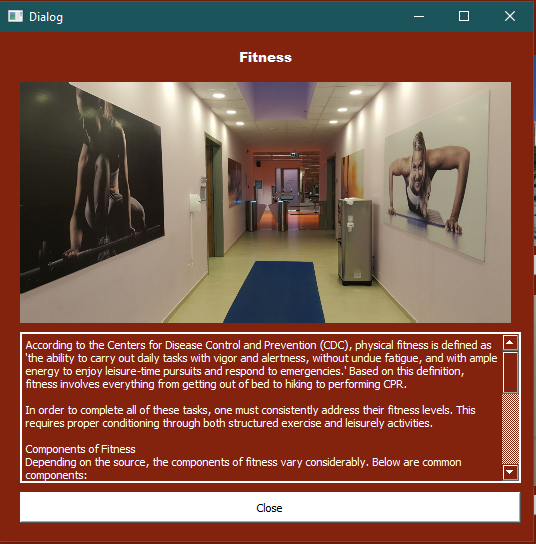 Dialog
Fitness
According to the Centers for Disease Control and Prevention (CDC), physical fitness is defined as
'the ability to carry out daily tasks with vigor and alertness, without undue fatigue, and with ample
energy to enjoy leisure-time pursuits and respond to emergencies.' Based on this definition,
fitness involves everything from getting out of bed to hiking to performing CPR.
In order to complete all of these tasks, one must consistently address their fitness levels. This
requires proper conditioning through both structured exercise and leisurely activities.
Components of Fitness
Depending on the source, the components of fitness vary considerably. Below are common
components:
Close